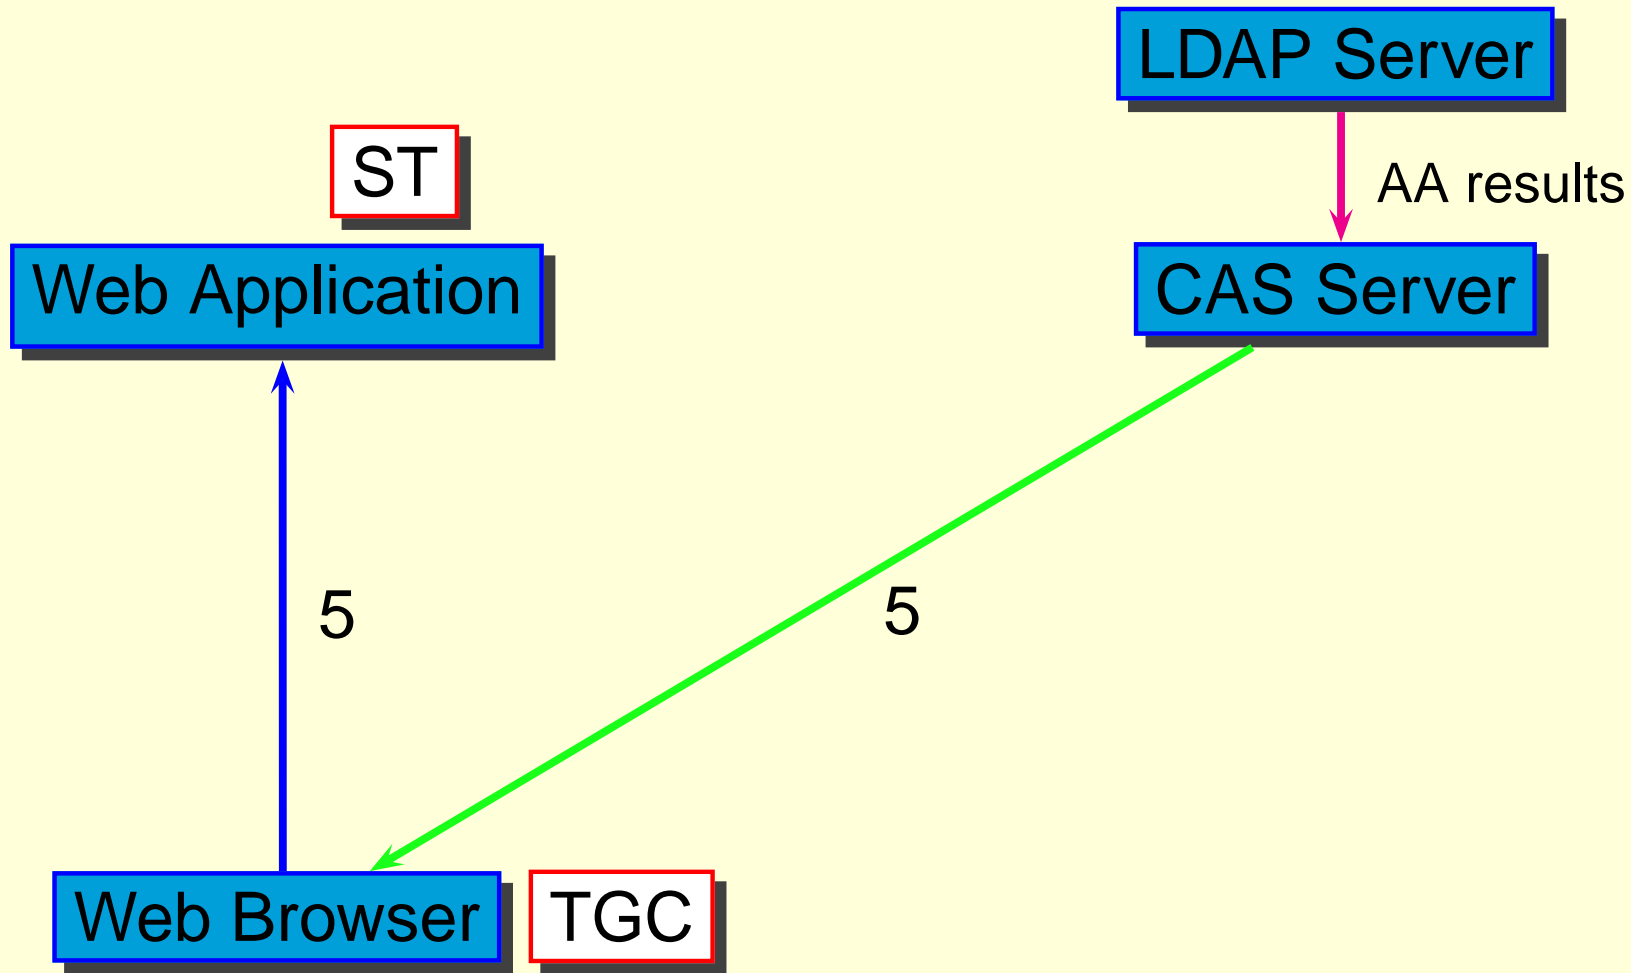 LDAP Server
ST
AA results
Web Application
CAS Server
5
5
Web Browser
TGC